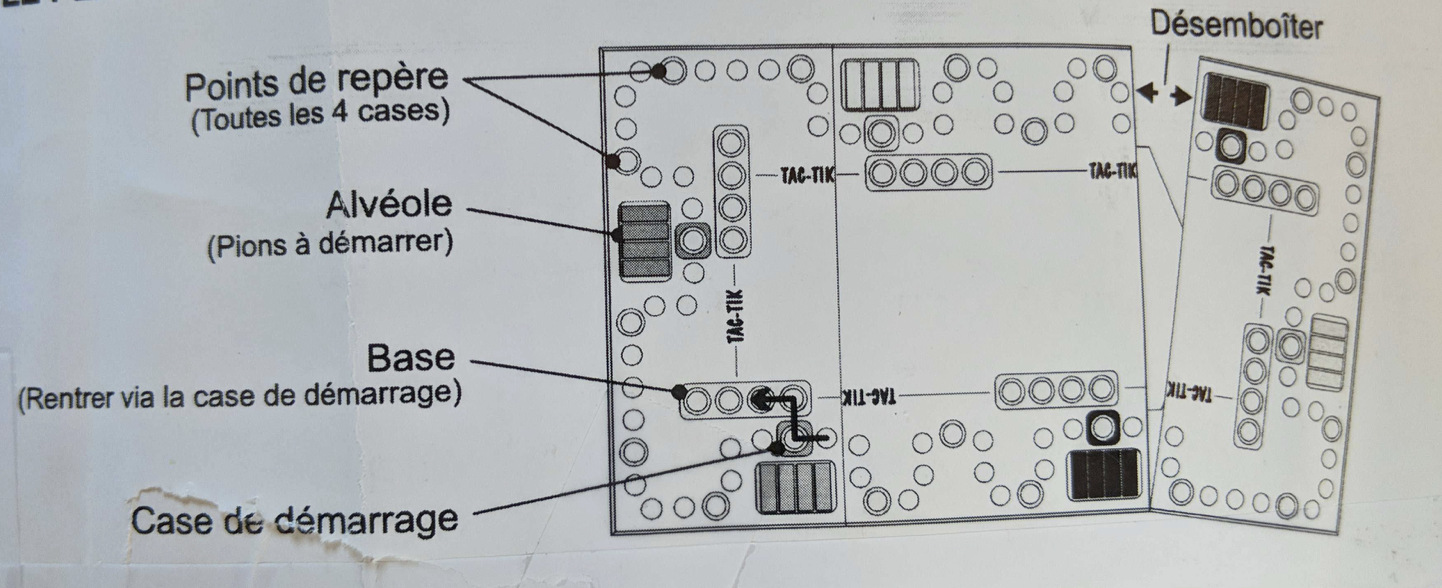 Désemboîter
Points de repère
(Toutes les 4 cases)
Alvéole
(Pions à démarrer)
Base
(Rentrer via la case de démarrage)
Case de démarrage
TAC-TIK
TAC-TIK
TAC-TIK
TAC-TIK
TAC-TIK
TAC-TIK